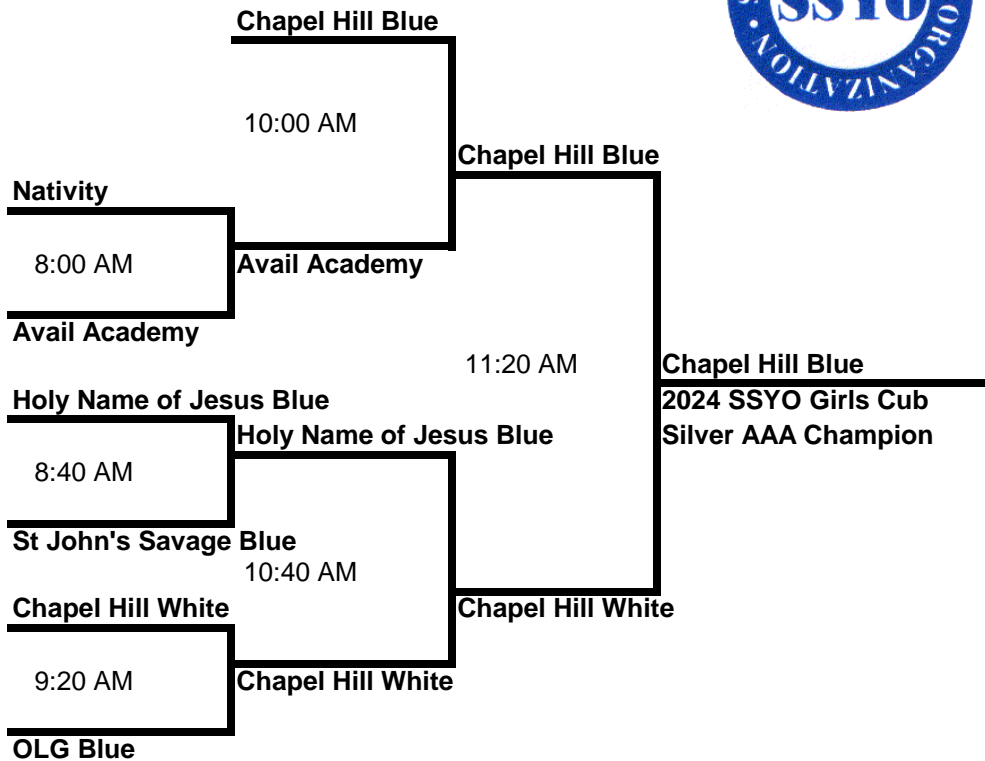 SSYO
ORGANIZATION
Chapel Hill Blue
10:00 AM
Chapel Hill Blue
Nativity
8:00 AM
Avail Academy
Avail Academy
11:20 AM
Chapel Hill Blue
Holy Name of Jesus Blue
2024 SSYO Girls Cub
Holy Name of Jesus Blue
Silver AAA Champion
8:40 AM
St John's Savage Blue
10:40 AM
Chapel Hill White
Chapel Hill White
9:20 AM
Chapel Hill White
OLG Blue